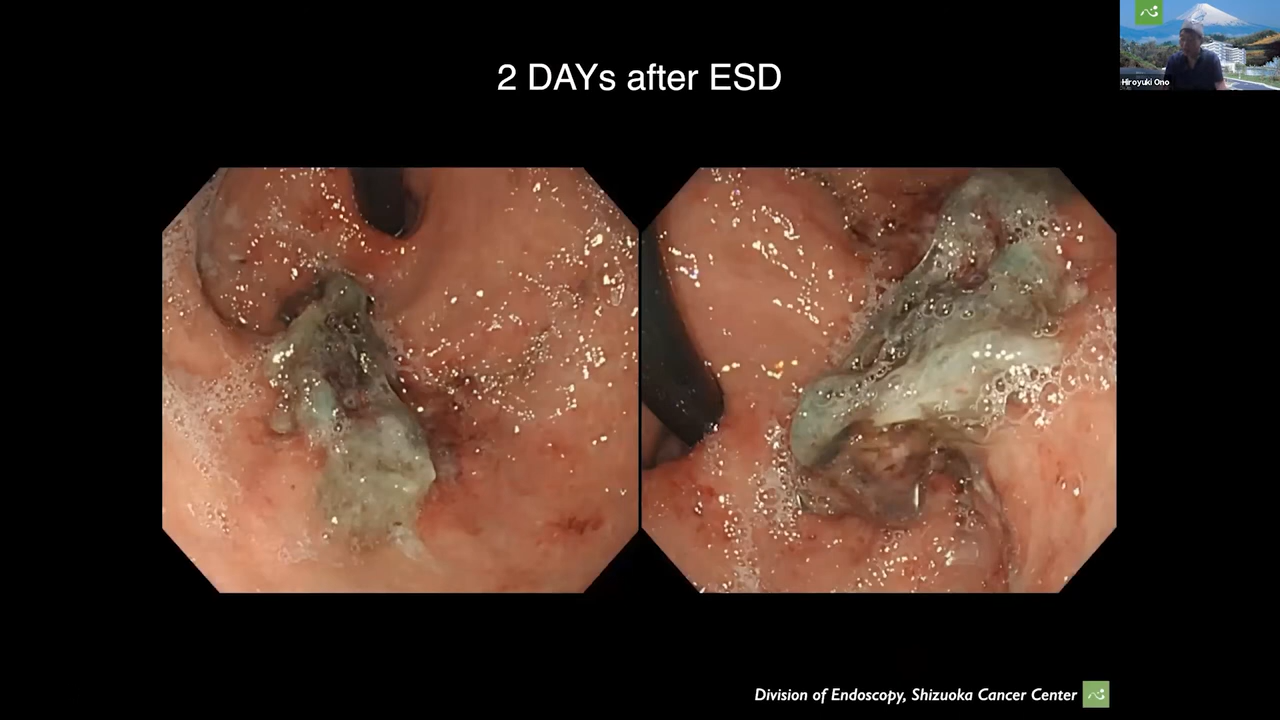 2 DAYs after ESD
Hiroyuki Ono
Division of Endoscopy, Shizuoka Cancer Center